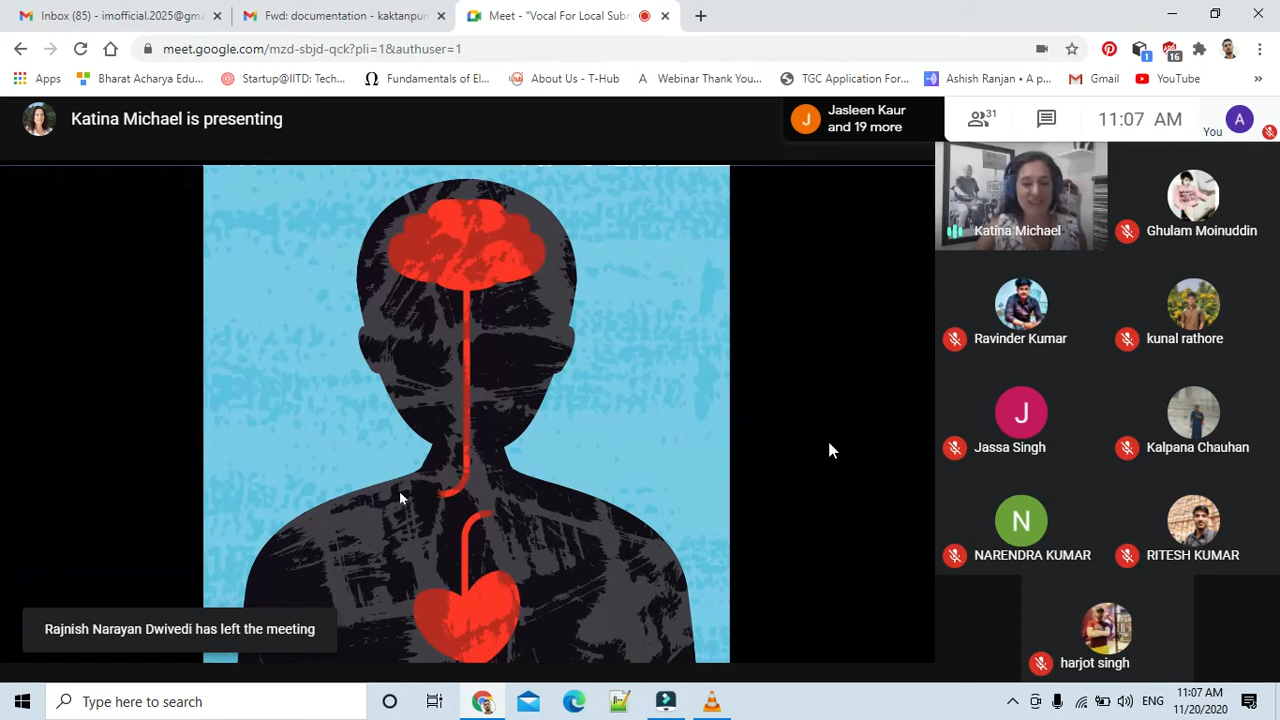 Inbox (85) - imofficial.2025@gma
Fwd: documentation - kaktanpur
Meet - "Vocal For Local Subm
meet.google.com/mzd-sbjd-qck?pli=1&authuser=1
1
16
Apps
Bharat Acharya Edu...
Startup@IITD: Tech...
Fundamentals of El...
About Us - T-Hub
Webinar Thank You...
TGC Application For...
Ashish Ranjan • A p...
Gmail
YouTube
»
Katina Michael is presenting
J
Jasleen Kaur
and 19 more
31
11:07 AM
You
A
Katina Michael
Ghulam Moinuddin
Ravinder Kumar
kunal rathore
J
Jassa Singh
Kalpana Chauhan
N
NARENDRA KUMAR
RITESH KUMAR
harjot singh
Rajnish Narayan Dwivedi has left the meeting
Type here to search
ENG
11:07 AM
11/20/2020